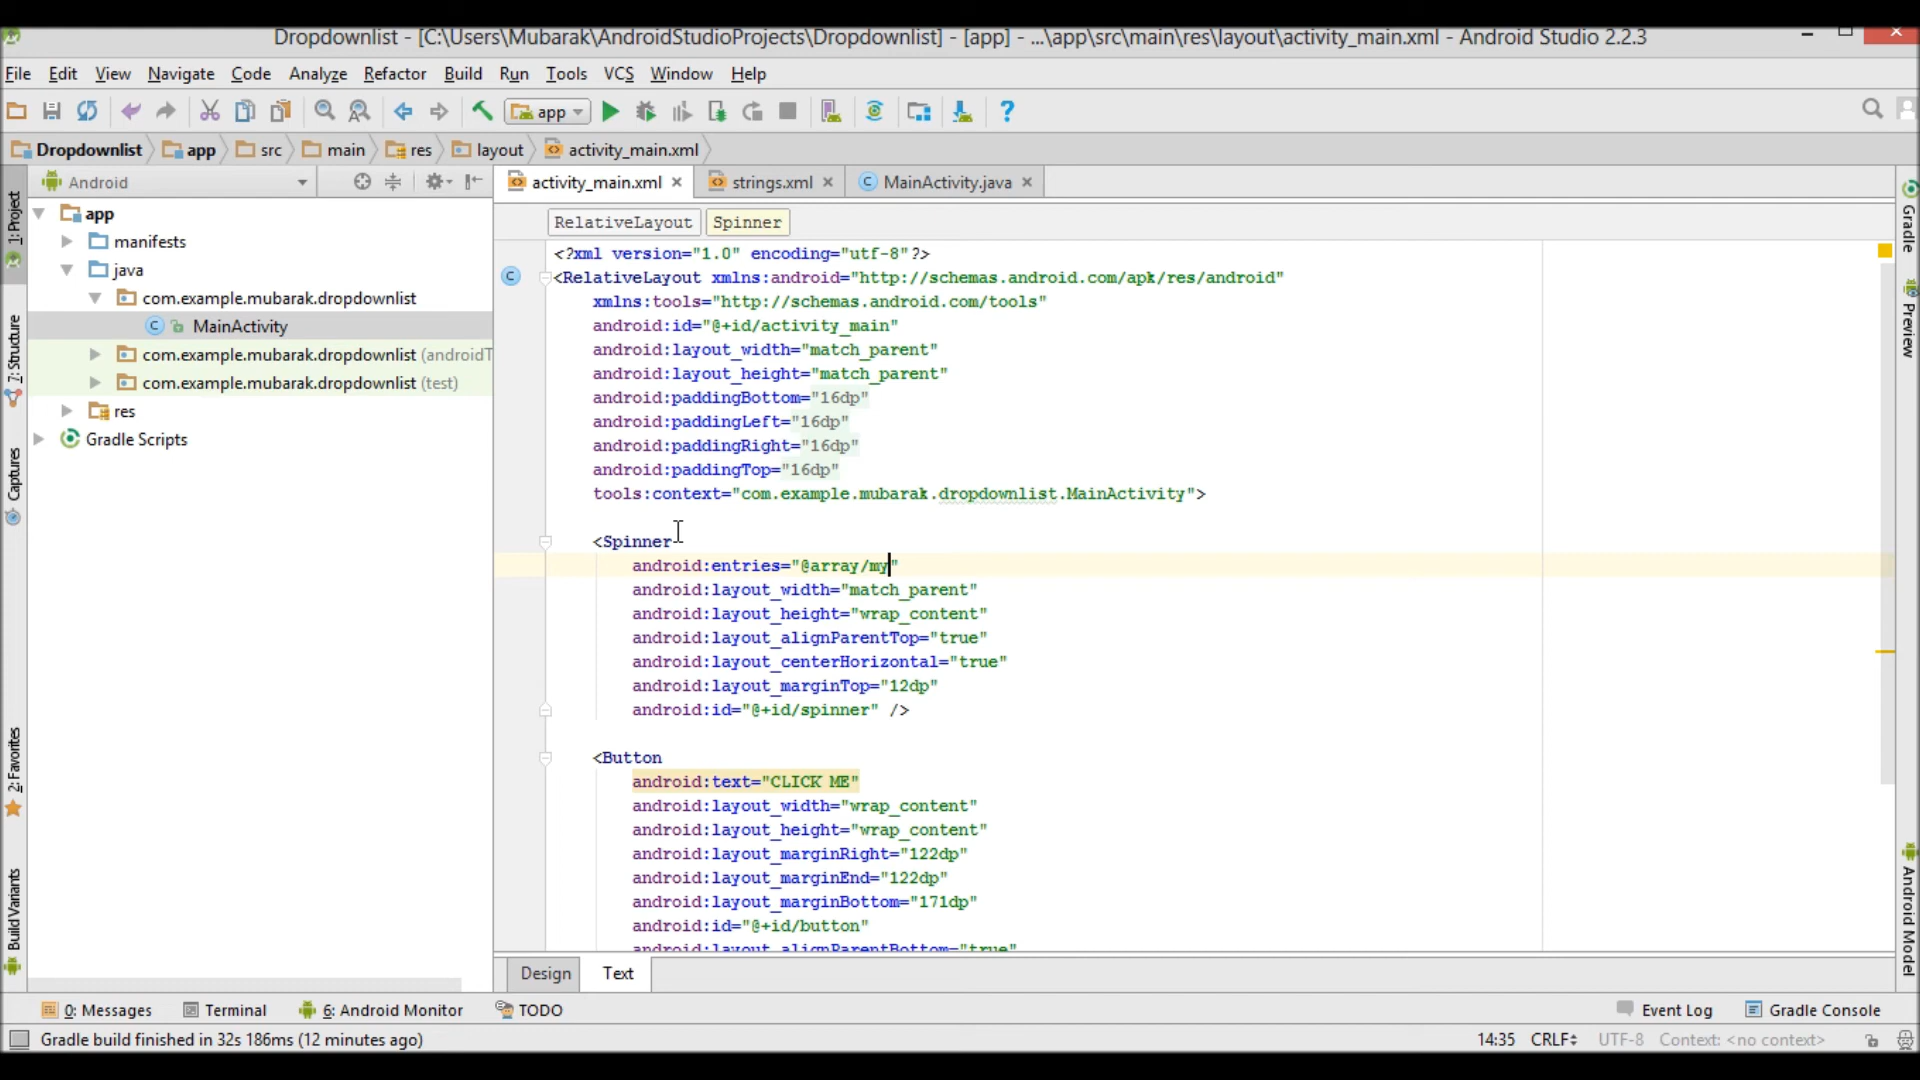 Dropdownlist - [C:\Users\Mubarak\AndroidStudioProjects\Dropdownlist] - [app] - ...\app\src\main\res\layout\activity_main.xml - Android Studio 2.2.3
File Edit View Navigate Code Analyze Refactor Build Run Tools VCS Window Help
app
Dropdownlist app src main res layout activity_main.xml
Android
activity_main.xml strings.xml MainActivity.java
RelativeLayout Spinner
app
manifests
java
com.example.mubarak.dropdownlist
MainActivity
com.example.mubarak.dropdownlist (androidT
com.example.mubarak.dropdownlist (test)
res
Gradle Scripts
1: Project
7: Structure
Captures
2: Favorites
Build Variants
<?xml version="1.0" encoding="utf-8"?>
<RelativeLayout xmlns:android="http://schemas.android.com/apk/res/android"
xmlns:tools="http://schemas.android.com/tools"
android:id="@+id/activity_main"
android:layout_width="match_parent"
android:layout_height="match_parent"
android:paddingBottom="16dp"
android:paddingLeft="16dp"
android:paddingRight="16dp"
android:paddingTop="16dp"
tools:context="com.example.mubarak.dropdownlist.MainActivity">
<Spinner
android:entries="@array/my"
android:layout_width="match_parent"
android:layout_height="wrap_content"
android:layout_alignParentTop="true"
android:layout_centerHorizontal="true"
android:layout_marginTop="12dp"
android:id="@+id/spinner" />
<Button
android:text="CLICK ME"
android:layout_width="wrap_content"
android:layout_height="wrap_content"
android:layout_marginRight="122dp"
android:layout_marginEnd="122dp"
android:layout_marginBottom="171dp"
android:id="@+id/button"
android:layout_alignParentBottom="true"
Gradle
Preview
Android Model
Design Text
0: Messages Terminal 6: Android Monitor TODO Event Log Gradle Console
Gradle build finished in 32s 186ms (12 minutes ago) 14:35 CRLF UTF-8 Context: <no context>